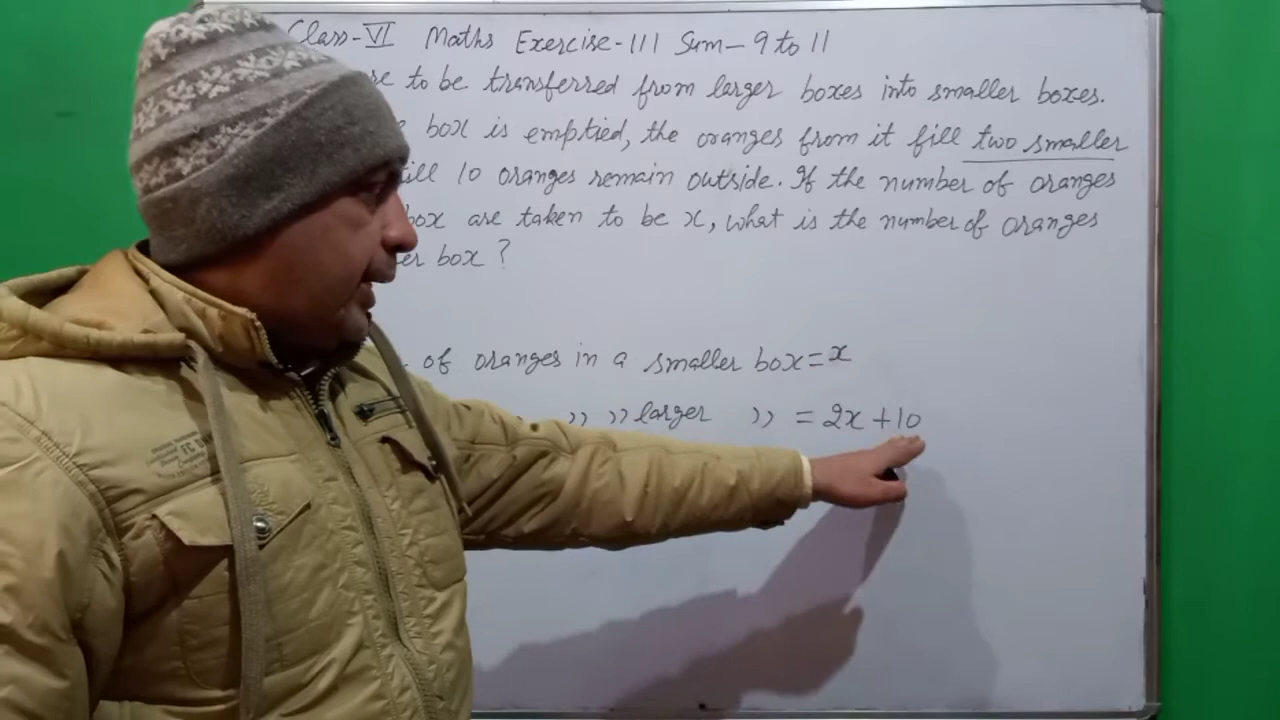 Class-VI Maths Exercise-111 Sum-9 to 11
re to be transferred from larger boxes into smaller boxes.
box is emptied, the oranges from it fill two smaller
ill 10 oranges remain outside. If the number of oranges
box are taken to be x, what is the number of oranges
er box ?
of oranges in a smaller box = x
,, ,, larger ,, = 2x + 10